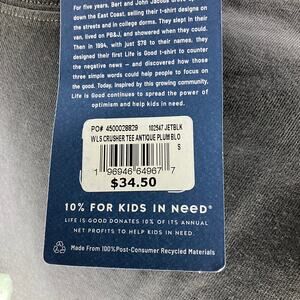 For five years, Bert and John Jacobs drove up
down the East Coast, selling their t-shirt designs on
the streets and in college dorms. They slept in their
van, lived on PB&J, and showered when they could.
Then in 1994, with just $78 to their names, they
designed their first Life is Good t-shirt to counter
the negative news — and discovered how those
three simple words could help people to focus on
the good. Today, inspired by this growing community,
Life is Good continues to spread the power of
optimism and help kids in need.
PO# 4500028829 102547 JETBLK
WLS CRUSHER TEE ANTIQUE PLUM BLO
S
1 96946 64967 7
$34.50
10% FOR KIDS IN NEED®
LIFE IS GOOD DONATES 10% OF ITS ANNUAL
NET PROFITS TO HELP KIDS IN NEED.
Made From 100% Post-Consumer Recycled Materials